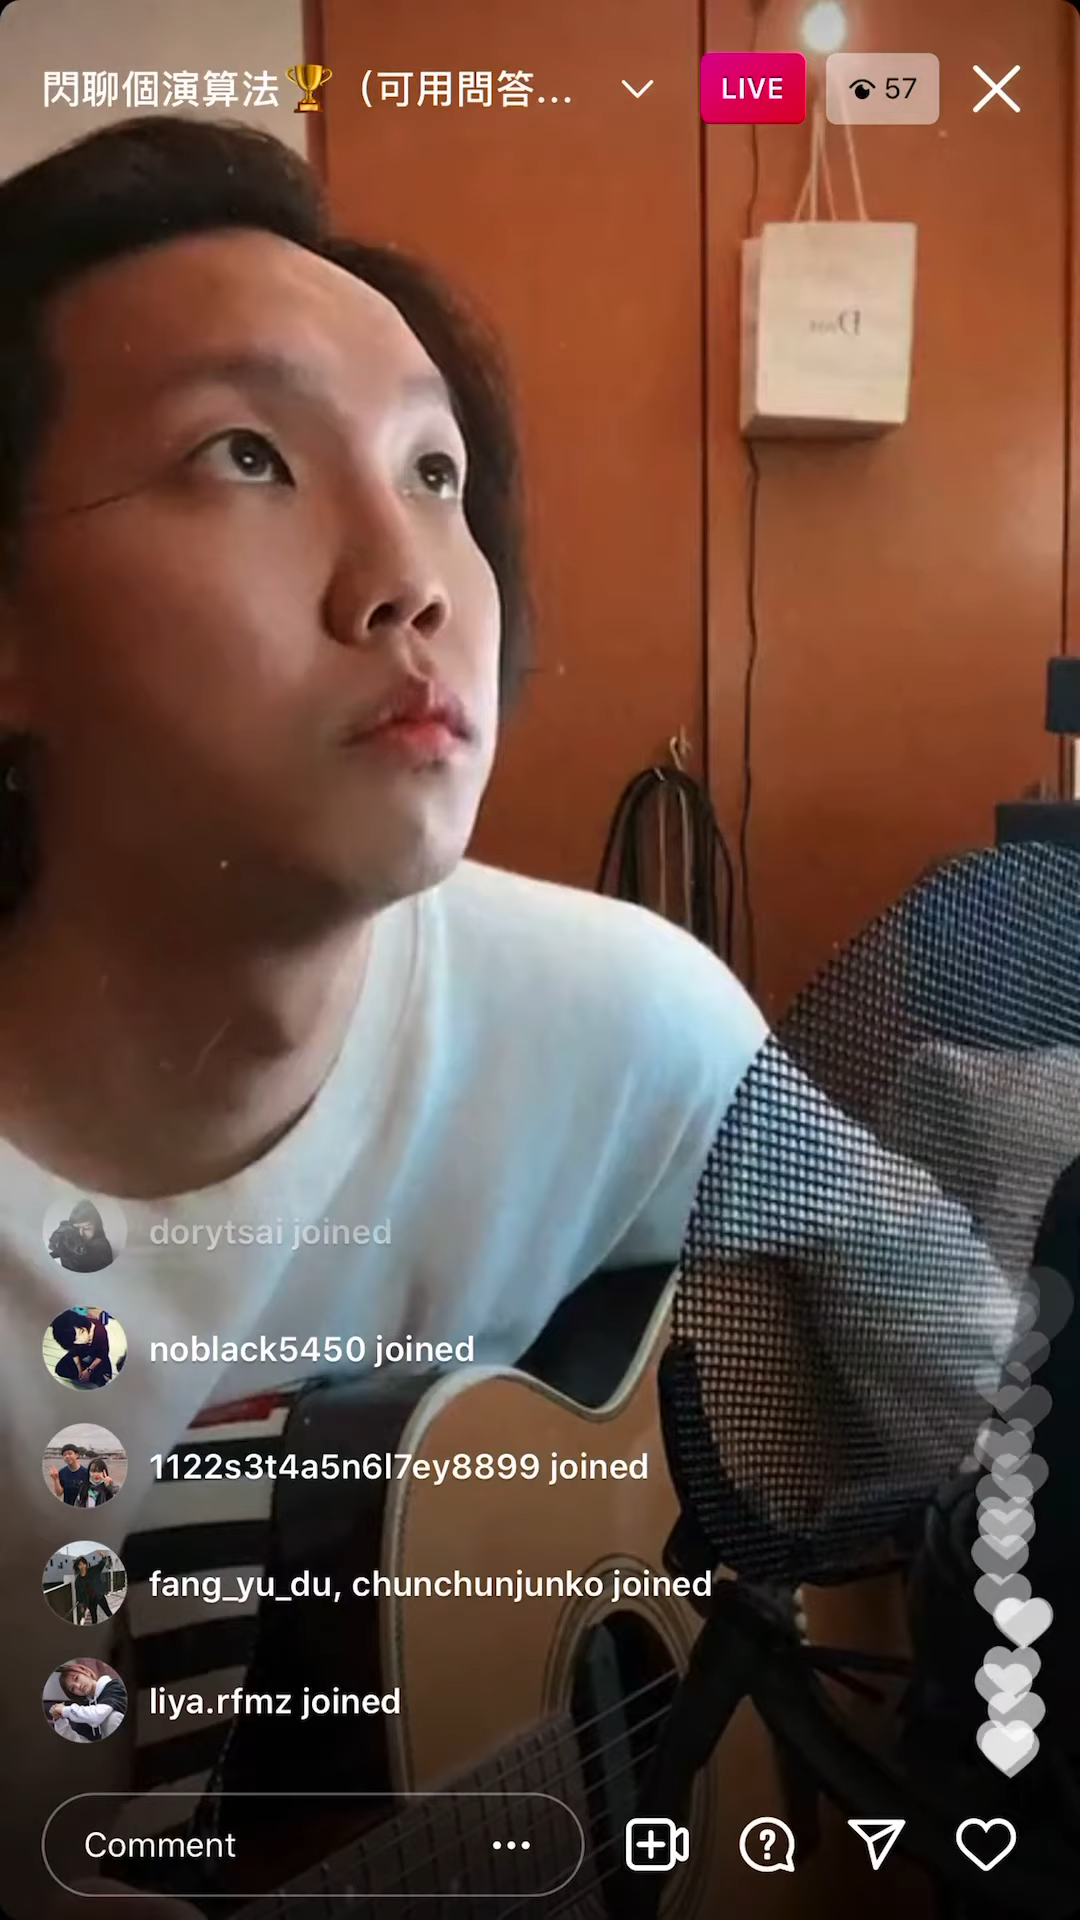 閃聊個演算法🏆（可用問答...
LIVE
57
Dior
dorytsai joined
noblack5450 joined
1122s3t4a5n6l7ey8899 joined
fang_yu_du, chunchunjunko joined
liya.rfmz joined
Comment